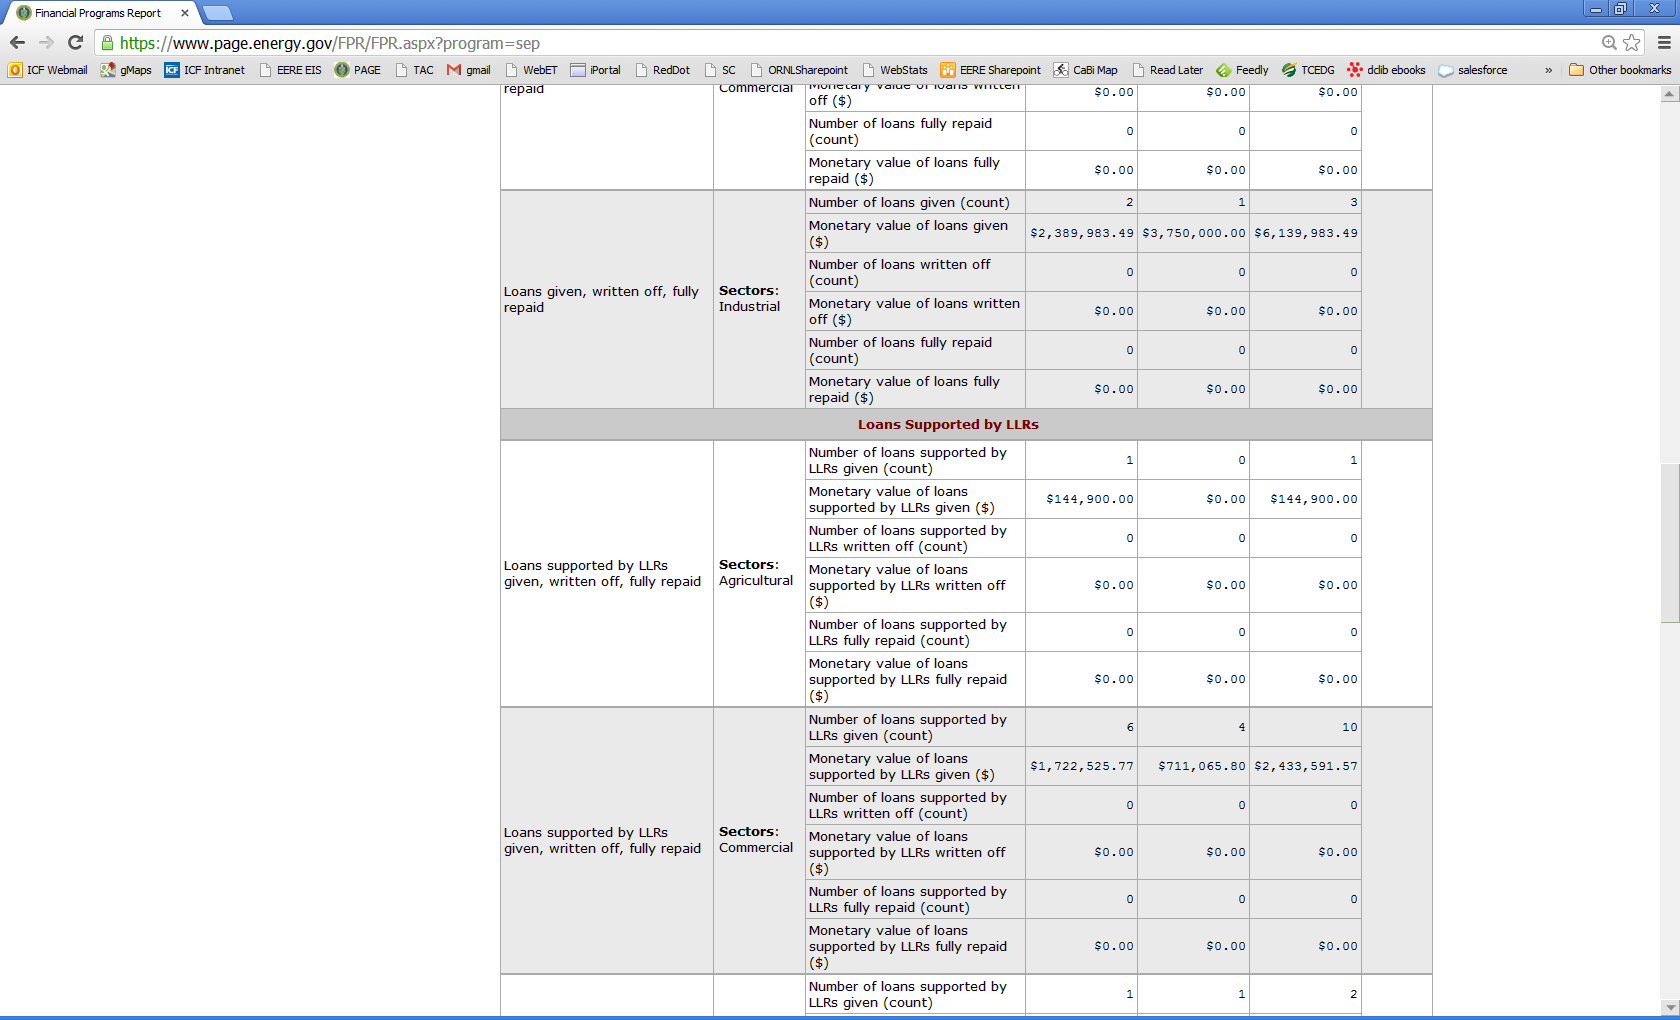 Financial Programs Report
https://www.page.energy.gov/FPR/FPR.aspx?program=sep
ICF Webmail gMaps ICF ICF Intranet EERE EIS PAGE TAC gmail WebET iPortal RedDot SC ORNLSharepoint WebStats EERE Sharepoint CaBi Map Read Later Feedly TCEDG dclib ebooks salesforce » Other bookmarks
repaid
Commercial
Monetary value of loans written
off ($)
$0.00 $0.00 $0.00
Number of loans fully repaid
(count)
0 0 0
Monetary value of loans fully
repaid ($)
$0.00 $0.00 $0.00
Loans given, written off, fully
repaid
Sectors:
Industrial
Number of loans given (count) 2 1 3
Monetary value of loans given
($)
$2,389,983.49 $3,750,000.00 $6,139,983.49
Number of loans written off
(count)
0 0 0
Monetary value of loans written
off ($)
$0.00 $0.00 $0.00
Number of loans fully repaid
(count)
0 0 0
Monetary value of loans fully
repaid ($)
$0.00 $0.00 $0.00
Loans Supported by LLRs
Loans supported by LLRs
given, written off, fully repaid
Sectors:
Agricultural
Number of loans supported by
LLRs given (count)
1 0 1
Monetary value of loans
supported by LLRs given ($)
$144,900.00 $0.00 $144,900.00
Number of loans supported by
LLRs written off (count)
0 0 0
Monetary value of loans
supported by LLRs written off
($)
$0.00 $0.00 $0.00
Number of loans supported by
LLRs fully repaid (count)
0 0 0
Monetary value of loans
supported by LLRs fully repaid
($)
$0.00 $0.00 $0.00
Loans supported by LLRs
given, written off, fully repaid
Sectors:
Commercial
Number of loans supported by
LLRs given (count)
6 4 10
Monetary value of loans
supported by LLRs given ($)
$1,722,525.77 $711,065.80 $2,433,591.57
Number of loans supported by
LLRs written off (count)
0 0 0
Monetary value of loans
supported by LLRs written off
($)
$0.00 $0.00 $0.00
Number of loans supported by
LLRs fully repaid (count)
0 0 0
Monetary value of loans
supported by LLRs fully repaid
($)
$0.00 $0.00 $0.00
Number of loans supported by
LLRs given (count)
1 1 2